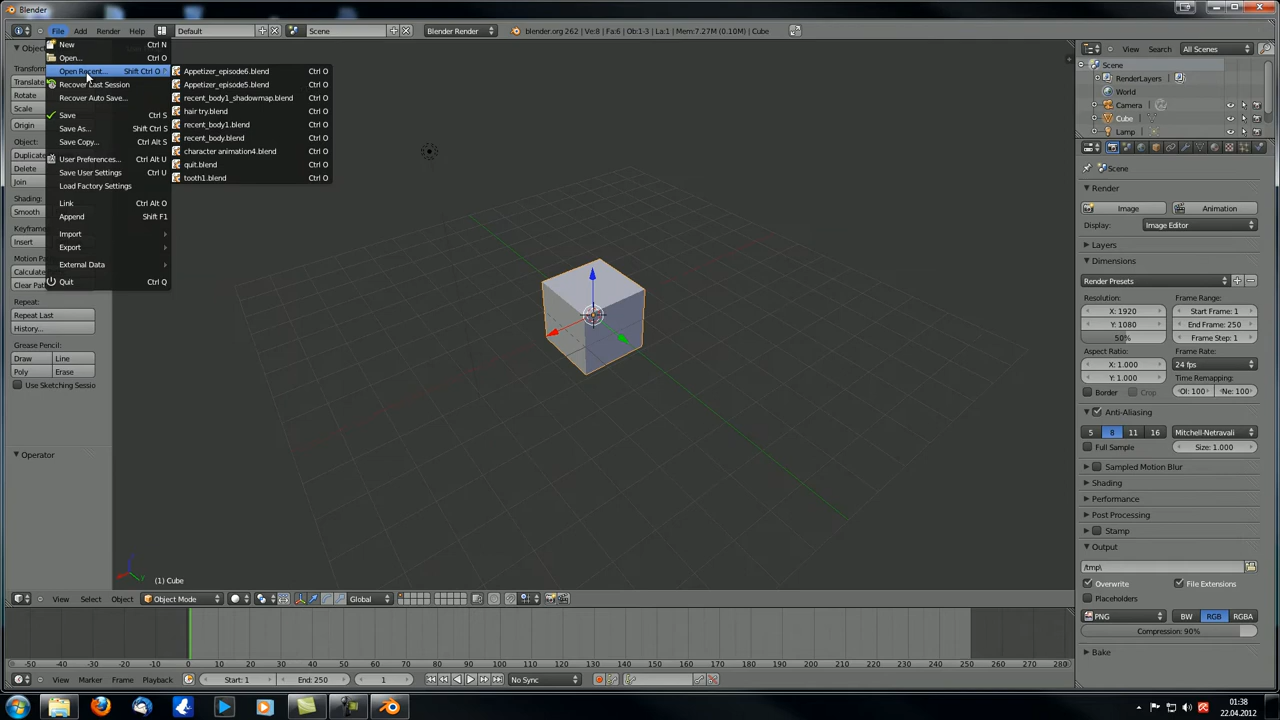 Blender
File Add Render Help Default Scene Blender Render blender.org 262 | Ve:8 | Fa:6 | Ob:1-3 | La:1 | Mem:7.27M (0.10M) | Cube
New Ctrl N
Open... Ctrl O
Open Recent... Shift Ctrl O
Recover Last Session
Recover Auto Save...
Save Ctrl S
Save As... Shift Ctrl S
Save Copy... Ctrl Alt S
User Preferences... Ctrl Alt U
Save User Settings Ctrl U
Load Factory Settings
Link Ctrl Alt O
Append Shift F1
Import
Export
External Data
Quit Ctrl Q
Appetizer_episode6.blend Ctrl O
Appetizer_episode5.blend Ctrl O
recent_body1_shadowmap.blend Ctrl O
hair try.blend Ctrl O
recent_body1.blend Ctrl O
recent_body.blend Ctrl O
character animation4.blend Ctrl O
quit.blend Ctrl O
tooth1.blend Ctrl O
Objec
Transfor
Translate
Rotate
Scale
Origin
Object:
Duplicate
Delete
Join
Shading:
Smooth
Keyfram
Insert
Motion Pa
Calculate
Clear Pat
Repeat:
Repeat Last
History...
Grease Pencil:
Draw Line
Poly Erase
Use Sketching Sessio
Operator
(1) Cube
View Select Object Object Mode Global
View Search All Scenes
Scene
RenderLayers
World
Camera
Cube
Lamp
Scene
Render
Image Animation
Display: Image Editor
Layers
Dimensions
Render Presets
Resolution: Frame Range:
X: 1920 Start Frame: 1
Y: 1080 End Frame: 250
50% Frame Step: 1
Aspect Ratio: Frame Rate:
X: 1.000 24 fps
Y: 1.000 Time Remapping:
Border Crop Ol: 100 Ne: 100
Anti-Aliasing
5 8 11 16 Mitchell-Netravali
Full Sample Size: 1.000
Sampled Motion Blur
Shading
Performance
Post Processing
Stamp
Output
/tmp\
Overwrite File Extensions
Placeholders
PNG BW RGB RGBA
Compression: 90%
Bake
-50 -40 -30 -20 -10 0 10 20 30 40 50 60 70 80 90 100 110 120 130 140 150 160 170 180 190 200 210 220 230 240 250 260 270 280
View Marker Frame Playback Start: 1 End: 250 1 No Sync
01:38
22.04.2012